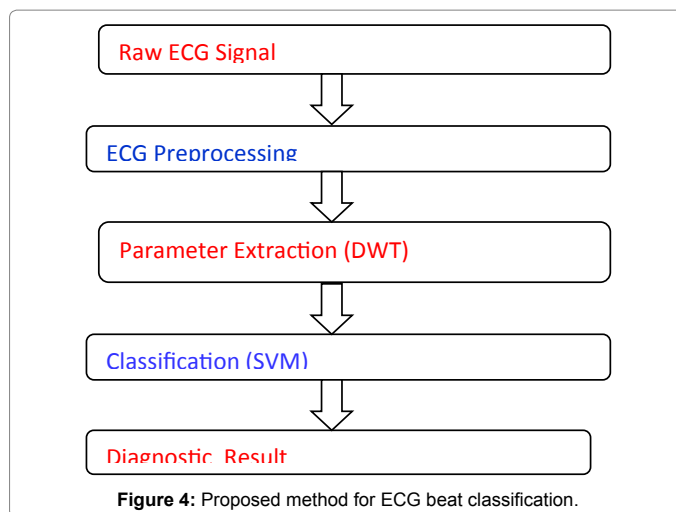 Raw ECG Signal
ECG Preprocessing
Parameter Extraction (DWT)
Classification (SVM)
Diagnostic Result
Figure 4: Proposed method for ECG beat classification.